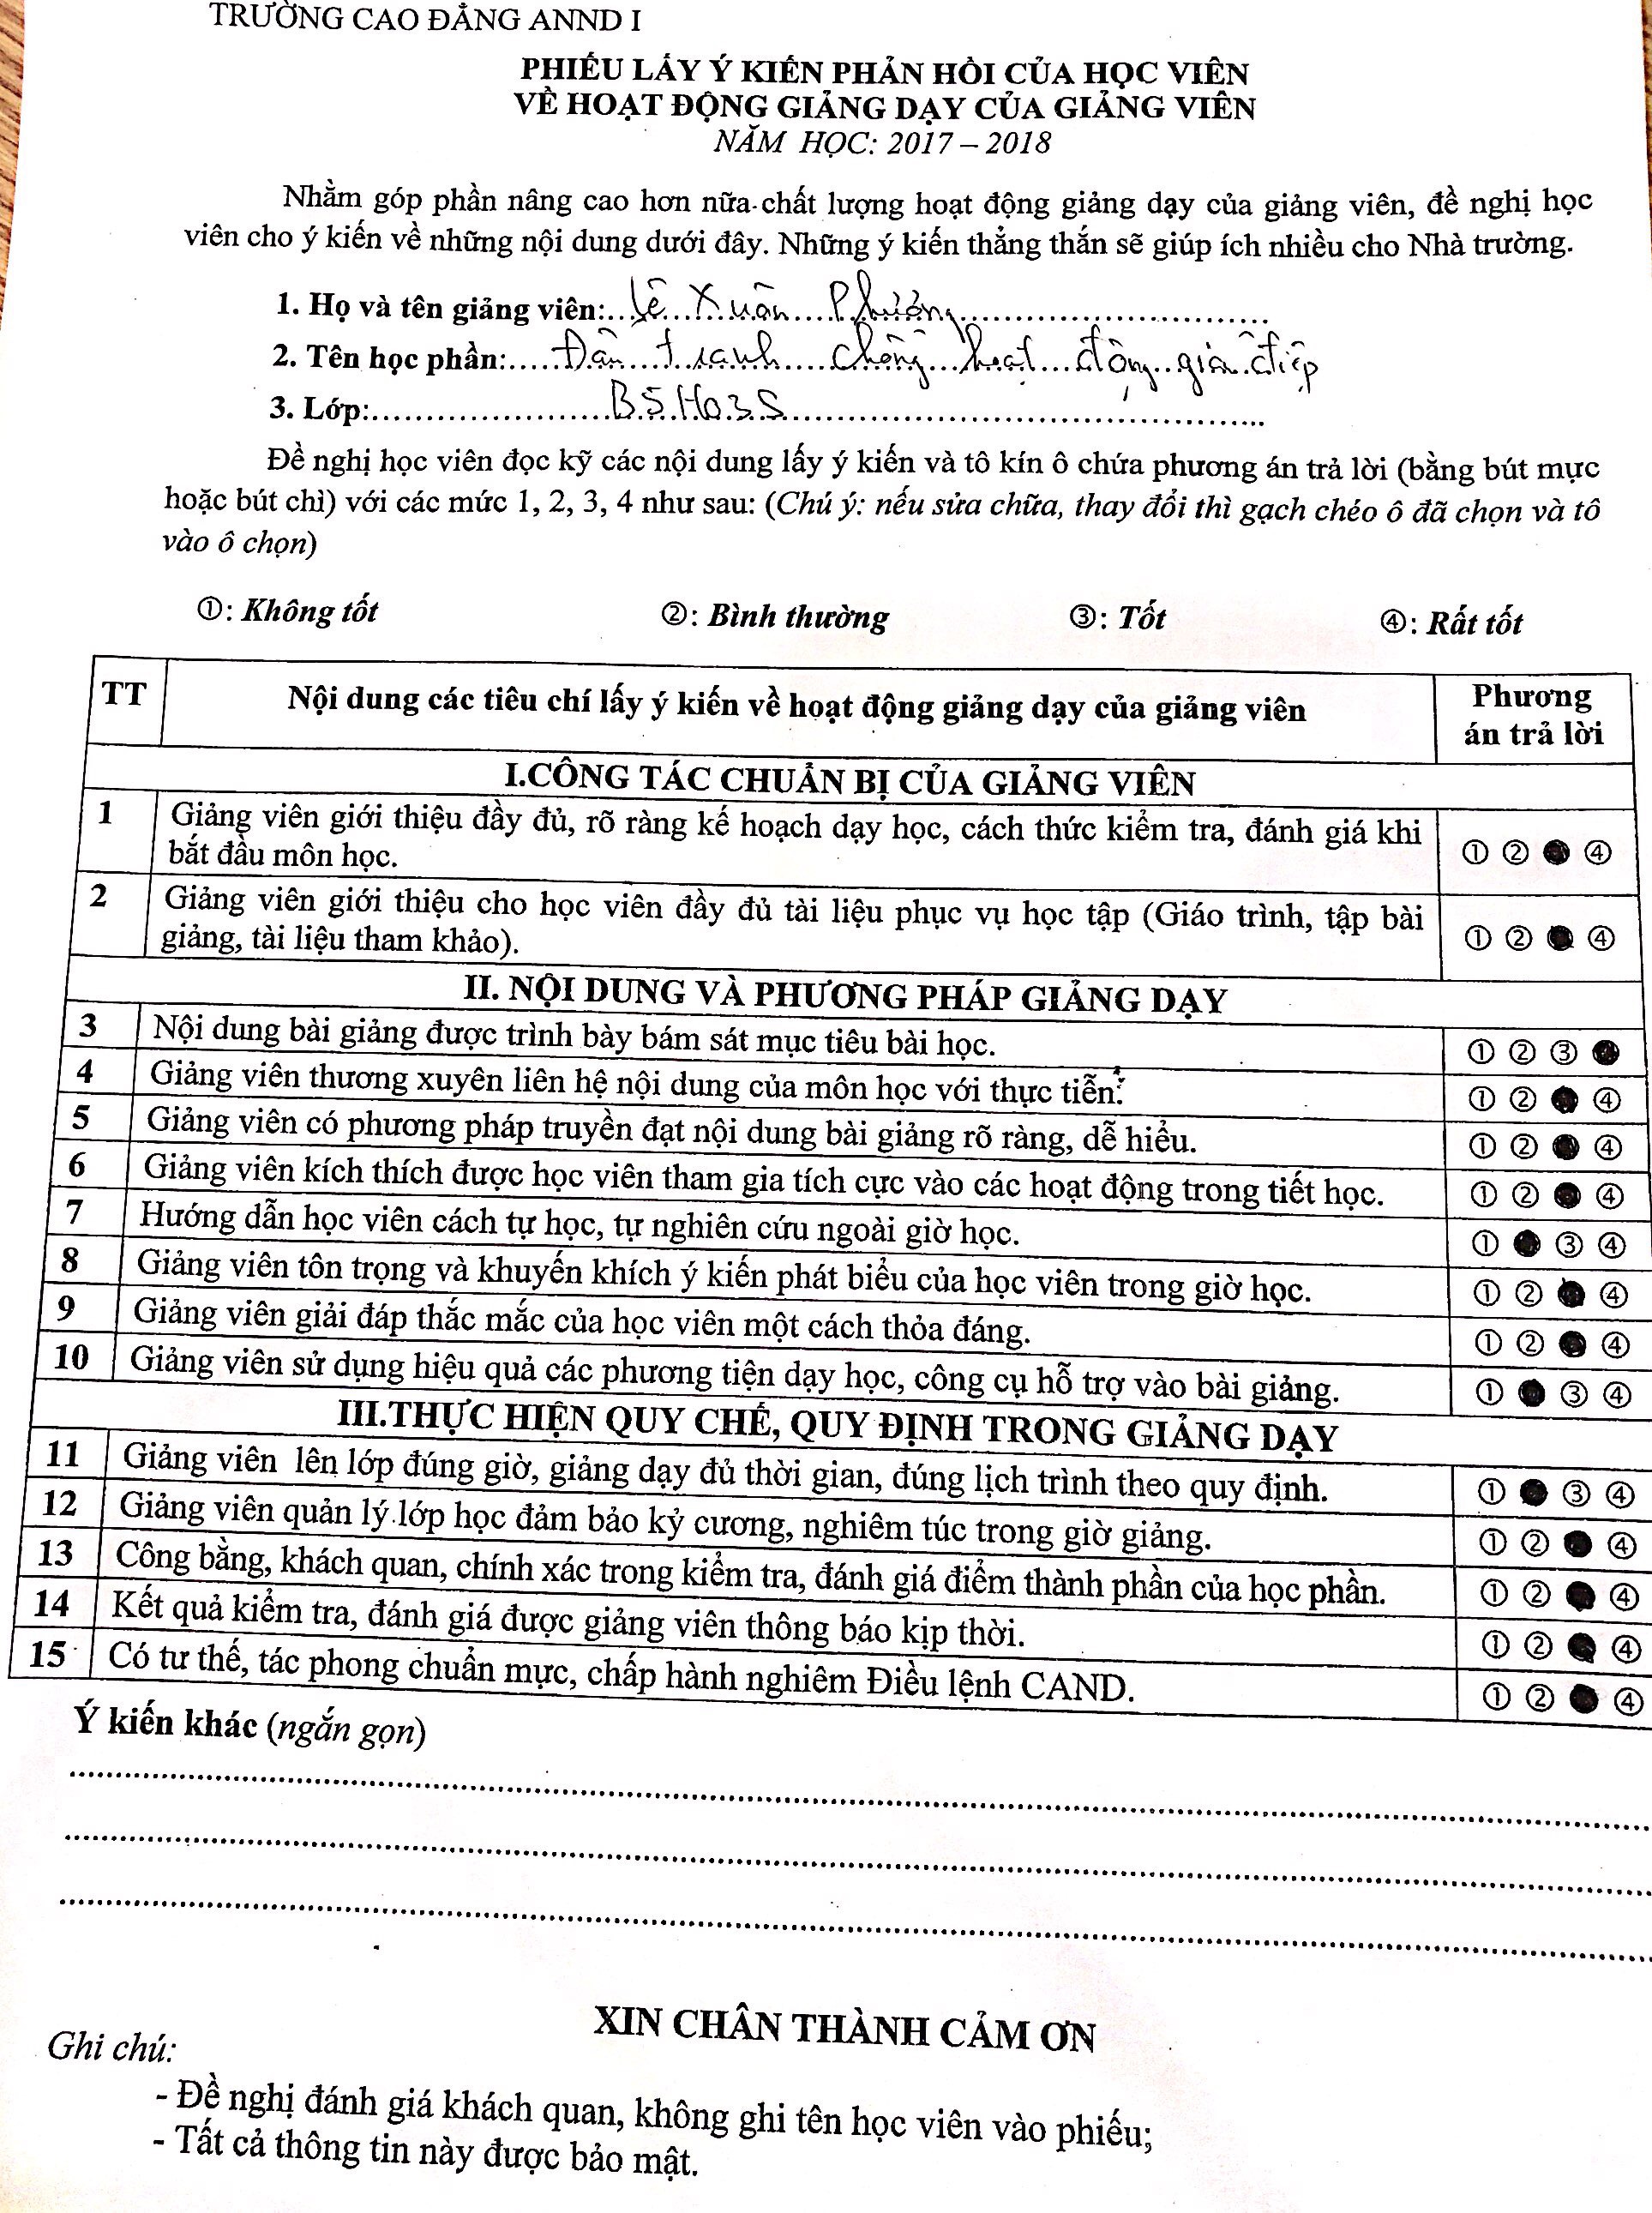 TRƯỜNG CAO ĐẲNG ANND I
PHIẾU LẤY Ý KIẾN PHẢN HỒI CỦA HỌC VIÊN
VỀ HOẠT ĐỘNG GIẢNG DẠY CỦA GIẢNG VIÊN
NĂM HỌC: 2017 – 2018
Nhằm góp phần nâng cao hơn nữa chất lượng hoạt động giảng dạy của giảng viên, đề nghị học
viên cho ý kiến về những nội dung dưới đây. Những ý kiến thẳng thắn sẽ giúp ích nhiều cho Nhà trường.
1. Họ và tên giảng viên: Lê Xuân Phương
2. Tên học phần: Đấu tranh chống hoạt động gián điệp
3. Lớp: B5H03S
Đề nghị học viên đọc kỹ các nội dung lấy ý kiến và tô kín ô chứa phương án trả lời (bằng bút mực
hoặc bút chì) với các mức 1, 2, 3, 4 như sau: (Chú ý: nếu sửa chữa, thay đổi thì gạch chéo ô đã chọn và tô
vào ô chọn)
①: Không tốt ②: Bình thường ③: Tốt ④: Rất tốt
TT Nội dung các tiêu chí lấy ý kiến về hoạt động giảng dạy của giảng viên Phương
án trả lời
I.CÔNG TÁC CHUẨN BỊ CỦA GIẢNG VIÊN
1 Giảng viên giới thiệu đầy đủ, rõ ràng kế hoạch dạy học, cách thức kiểm tra, đánh giá khi
bắt đầu môn học. ① ② ● ④
2 Giảng viên giới thiệu cho học viên đầy đủ tài liệu phục vụ học tập (Giáo trình, tập bài
giảng, tài liệu tham khảo). ① ② ● ④
II. NỘI DUNG VÀ PHƯƠNG PHÁP GIẢNG DẠY
3 Nội dung bài giảng được trình bày bám sát mục tiêu bài học. ① ② ③ ●
4 Giảng viên thương xuyên liên hệ nội dung của môn học với thực tiễn. ① ② ● ④
5 Giảng viên có phương pháp truyền đạt nội dung bài giảng rõ ràng, dễ hiểu. ① ② ● ④
6 Giảng viên kích thích được học viên tham gia tích cực vào các hoạt động trong tiết học. ① ② ● ④
7 Hướng dẫn học viên cách tự học, tự nghiên cứu ngoài giờ học. ① ● ③ ④
8 Giảng viên tôn trọng và khuyến khích ý kiến phát biểu của học viên trong giờ học. ① ② ● ④
9 Giảng viên giải đáp thắc mắc của học viên một cách thỏa đáng. ① ② ● ④
10 Giảng viên sử dụng hiệu quả các phương tiện dạy học, công cụ hỗ trợ vào bài giảng. ① ● ③ ④
III.THỰC HIỆN QUY CHẾ, QUY ĐỊNH TRONG GIẢNG DẠY
11 Giảng viên lên lớp đúng giờ, giảng dạy đủ thời gian, đúng lịch trình theo quy định. ① ● ③ ④
12 Giảng viên quản lý lớp học đảm bảo kỷ cương, nghiêm túc trong giờ giảng. ① ② ● ④
13 Công bằng, khách quan, chính xác trong kiểm tra, đánh giá điểm thành phần của học phần. ① ② ● ④
14 Kết quả kiểm tra, đánh giá được giảng viên thông báo kịp thời. ① ② ● ④
15 Có tư thế, tác phong chuẩn mực, chấp hành nghiêm Điều lệnh CAND. ① ② ● ④
Ý kiến khác (ngắn gọn)
XIN CHÂN THÀNH CẢM ƠN
Ghi chú:
- Đề nghị đánh giá khách quan, không ghi tên học viên vào phiếu;
- Tất cả thông tin này được bảo mật.